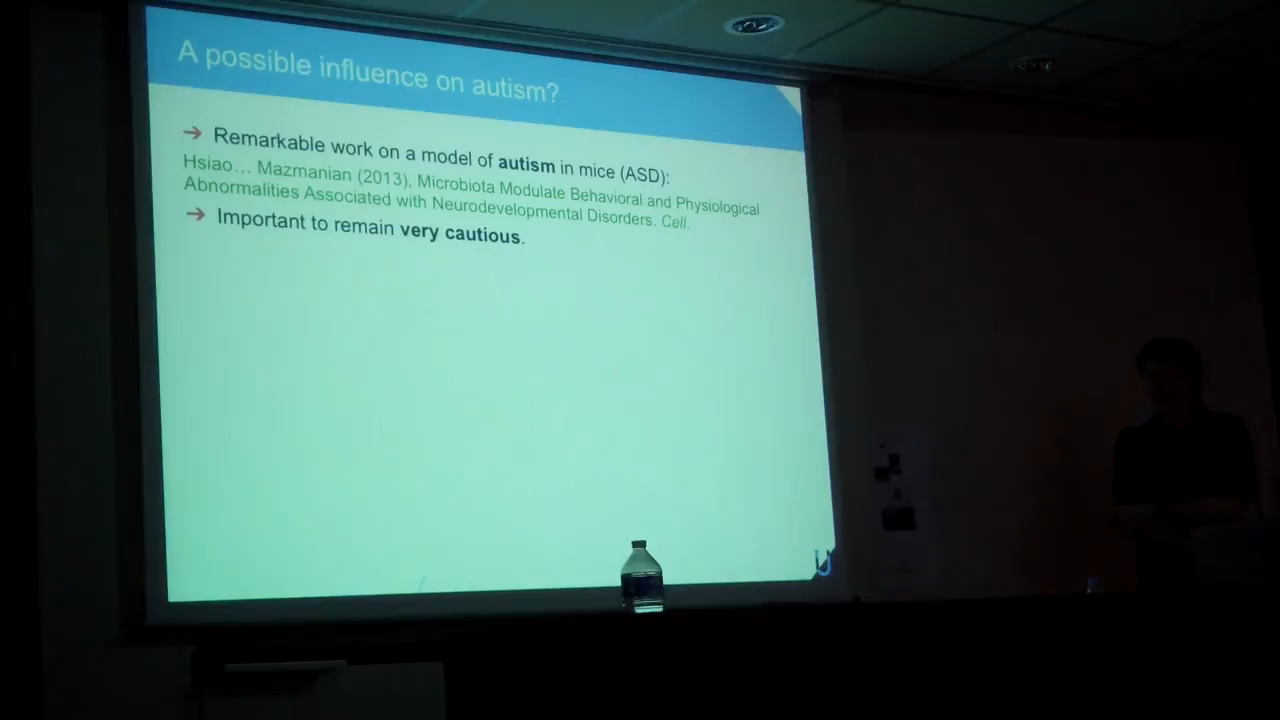 A possible influence on autism?
➔ Remarkable work on a model of autism in mice (ASD):
Hsiao… Mazmanian (2013), Microbiota Modulate Behavioral and Physiological
Abnormalities Associated with Neurodevelopmental Disorders. Cell.
➔ Important to remain very cautious.